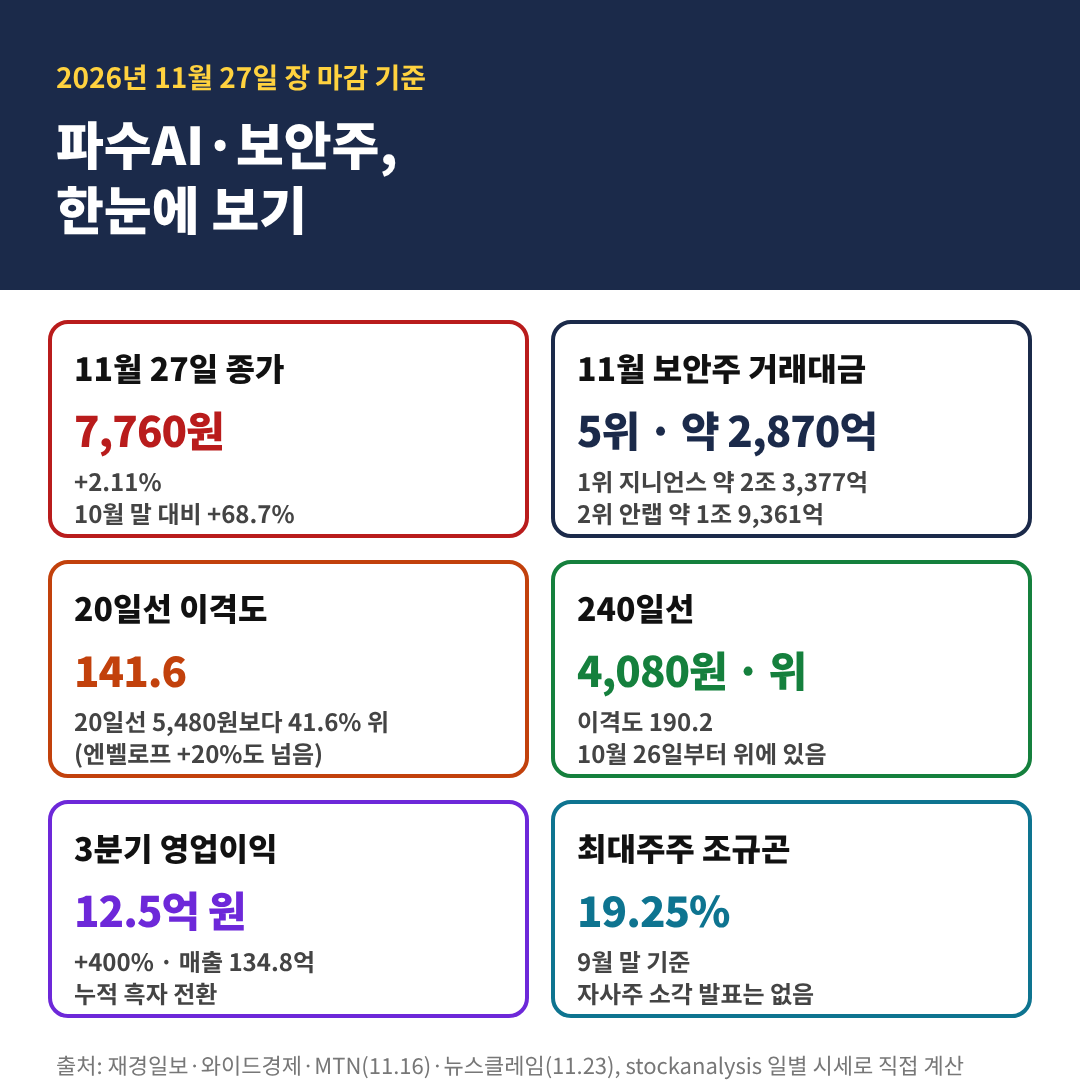 2026년 11월 27일 장 마감 기준
파수AI·보안주,
한눈에 보기
11월 27일 종가
7,760원
+2.11%
10월 말 대비 +68.7%
11월 보안주 거래대금
5위 · 약 2,870억
1위 지니언스 약 2조 3,377억
2위 안랩 약 1조 9,361억
20일선 이격도
141.6
20일선 5,480원보다 41.6% 위
(엔벨로프 +20%도 넘음)
240일선
4,080원 · 위
이격도 190.2
10월 26일부터 위에 있음
3분기 영업이익
12.5억 원
+400% · 매출 134.8억
누적 흑자 전환
최대주주 조규곤
19.25%
9월 말 기준
자사주 소각 발표는 없음
출처: 재경일보·와이드경제·MTN(11.16)·뉴스클레임(11.23), stockanalysis 일별 시세로 직접 계산